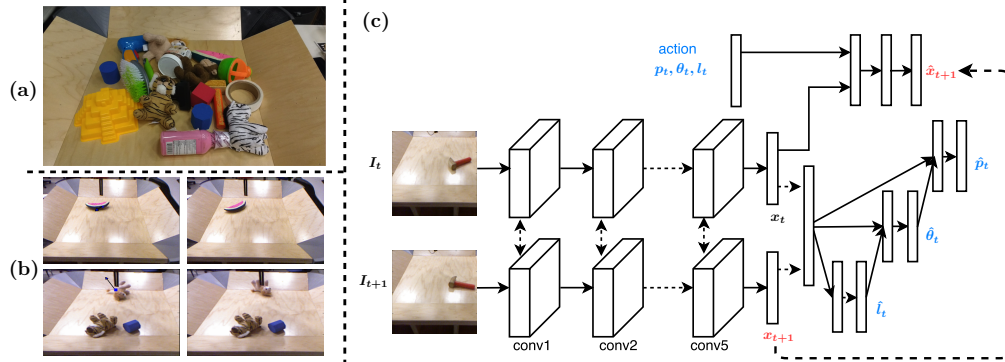 (a)
(b)
(c)
action
p_t, θ_t, l_t
x̂_{t+1}
I_t
x_t
p̂_t
θ̂_t
l̂_t
I_{t+1}
x_{t+1}
conv1
conv2
conv5